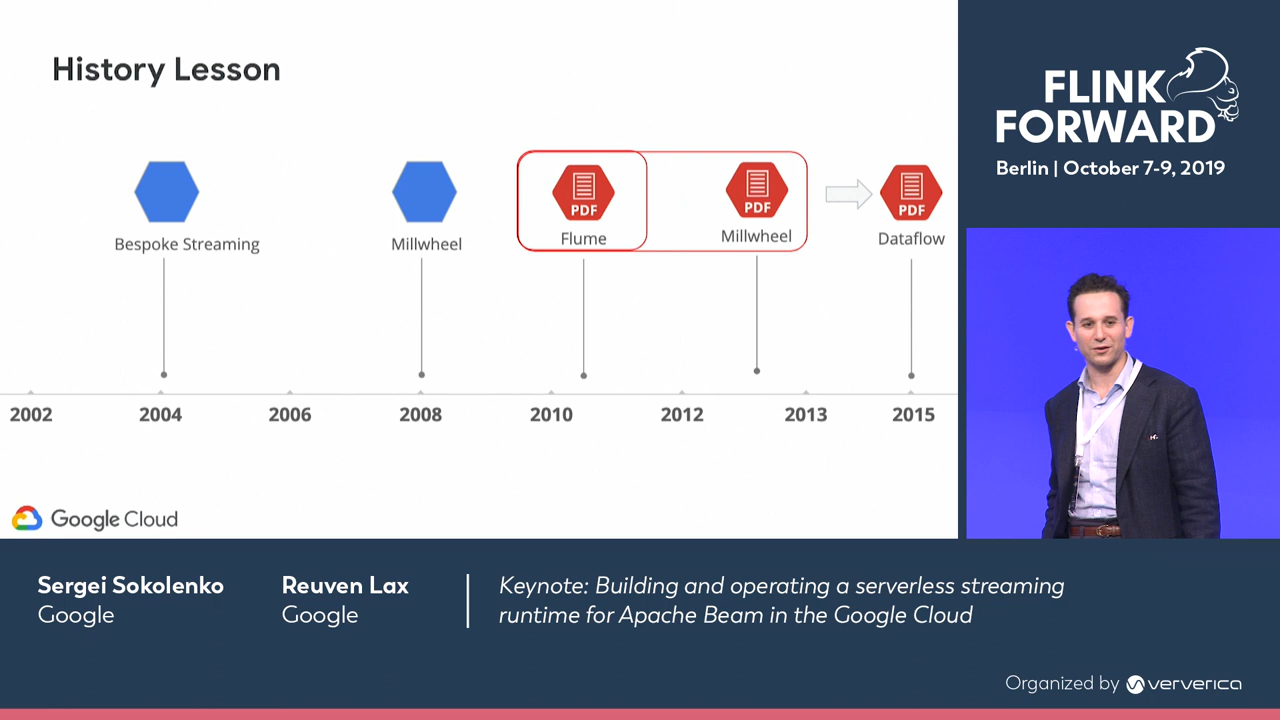 History Lesson
PDF
PDF
PDF
Bespoke Streaming
Millwheel
Flume
Millwheel
Dataflow
2002
2004
2006
2008
2010
2012
2013
2015
Google Cloud
FLINK
FORWARD
Berlin | October 7-9, 2019
Sergei Sokolenko
Google
Reuven Lax
Google
Keynote: Building and operating a serverless streaming
runtime for Apache Beam in the Google Cloud
Organized by ververica